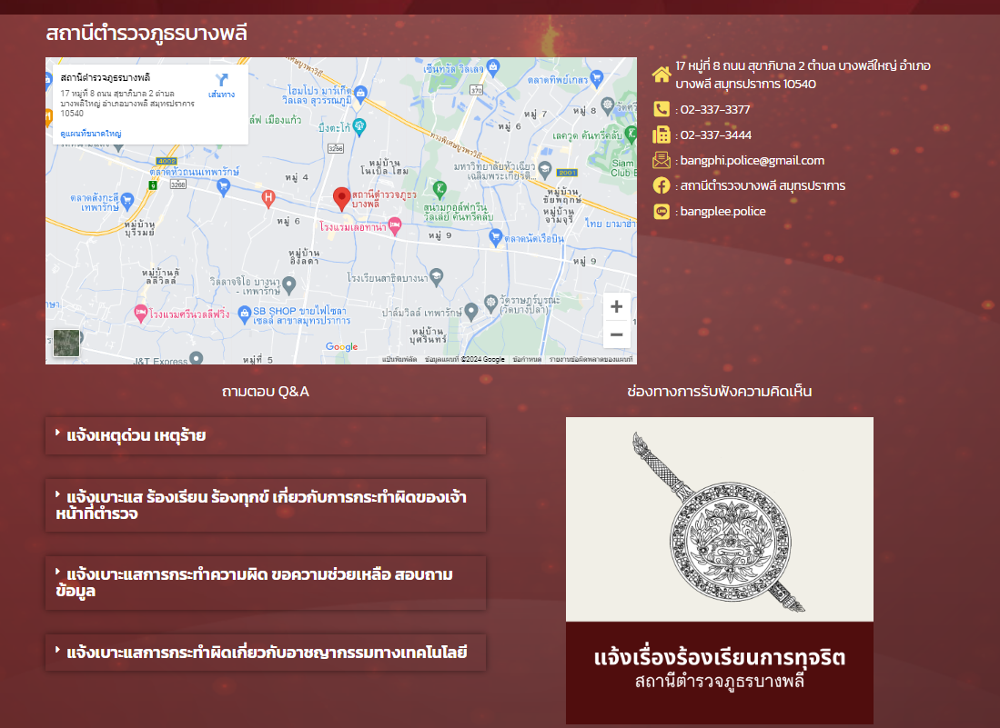 สถานีตำรวจภูธรบางพลี
สถานีตำรวจภูธรบางพลี
17 หมู่ที่ 8 ถนน สุขาภิบาล 2 ตำบล
บางพลีใหญ่ อำเภอบางพลี สมุทรปราการ
10540
เส้นทาง
ดูแผนที่ขนาดใหญ่
เซ็นทรัล วิลเลจ
ตลาดทิพย์เกสร
370
โฮมโปร มาร์เก็ต
วิลเลจ สุวรรณภูมิ
หมู่ 7
หมู่ 8
ล์ฟ เมืองแก้ว
บึงตะโก้
หมู่ 6
เลควูด คันทรีคลับ
ทางพิเศษบูรพาวิถี
3256
4002
ตลาดหัวถนนเทพารักษ์
3268
หมู่บ้าน
โนเบิล โฮม
มหาวิทยาลัยหัวเฉียว
เฉลิมพระเกียรติ...
2001
Siam
Club B
ตลาดลังกะสี
เทพารักษ์
สถานีตำรวจภูธร
บางพลี
สนามกอล์ฟกรีน
วัลเลย์ คันทรีคลับ
หมู่บ้าน
ชัยพฤกษ์
หมู่บ้าน
จามจุรี
หมู่บ้าน
บุรีรมย์
หมู่ 6
โรงแรมเลอทาน่า
หมู่ 9
ตลาดนัดเรือบิน
ไทย ยามาฮ่า
หมู่บ้าน
อิงลดา
หมู่ 9
หมู่บ้านลั
ลลีวิลล์
วิลลาจจิโอ บางนา
- เทพารักษ์
โรงเรียนสาธิตบางนา
วัดราษฎร์บูรณะ
(วัดบางปลา)
โรงแรมศรีนวลลีฟวิ่ง
SB SHOP ขายไฟโซลา
เซลล์ สาขาสมุทรปราการ
ปาล์มวิลล์ เทพารักษ์
หมู่บ้าน
บุศรินทร์
Google
J&T Express
หมู่ที่ 5
แป้นพิมพ์ลัด ข้อมูลแผนที่ ©2024 Google ข้อกำหนด รายงานข้อผิดพลาดของแผนที่
17 หมู่ที่ 8 ถนน สุขาภิบาล 2 ตำบล บางพลีใหญ่ อำเภอ
บางพลี สมุทรปราการ 10540
: 02-337-3377
: 02-337-3444
: bangphi.police@gmail.com
: สถานีตำรวจบางพลี สมุทรปราการ
: bangplee.police
ถามตอบ Q&A
แจ้งเหตุด่วน เหตุร้าย
แจ้งเบาะแส ร้องเรียน ร้องทุกข์ เกี่ยวกับการกระทำผิดของเจ้า
หน้าที่ตำรวจ
แจ้งเบาะแสการกระทำความผิด ขอความช่วยเหลือ สอบถาม
ข้อมูล
แจ้งเบาะแสการกระทำผิดเกี่ยวกับอาชญากรรมทางเทคโนโลยี
ช่องทางการรับฟังความคิดเห็น
แจ้งเรื่องร้องเรียนการทุจริต
สถานีตำรวจภูธรบางพลี